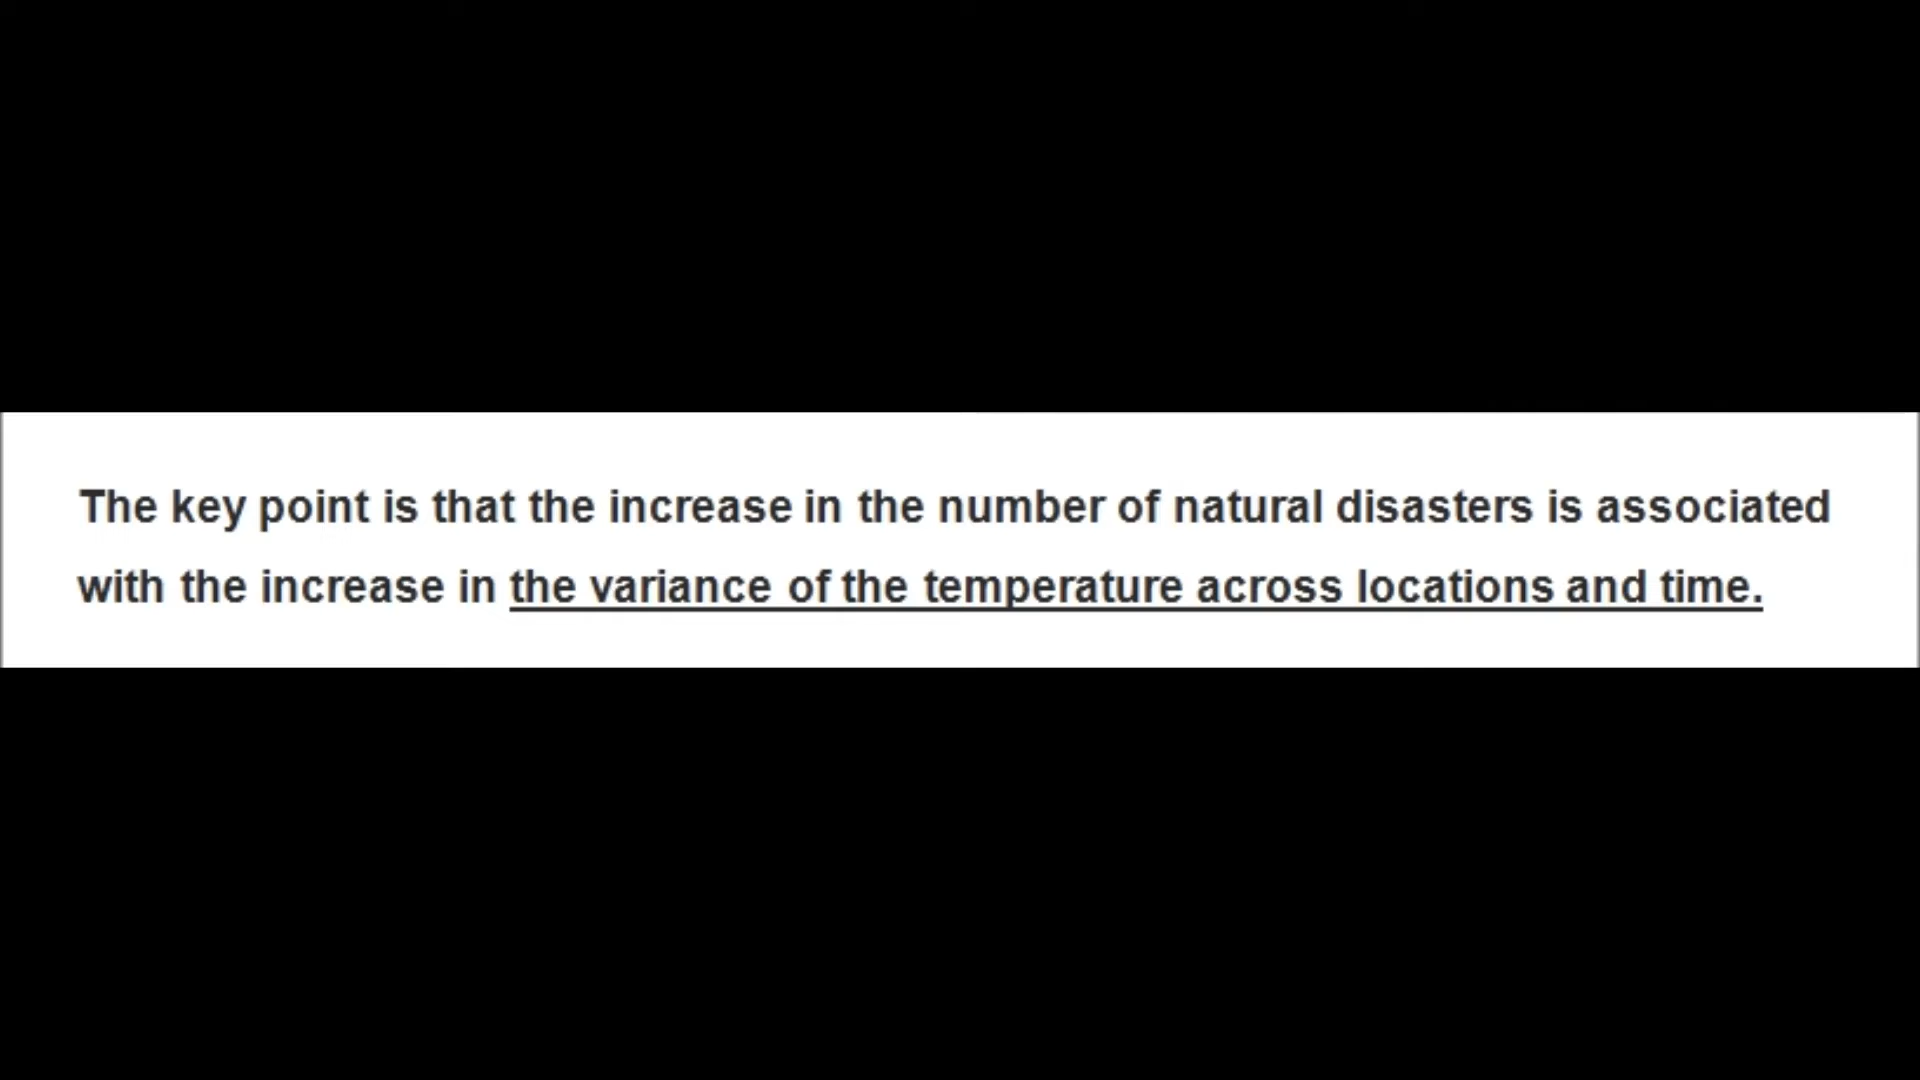 The key point is that the increase in the number of natural disasters is associated
with the increase in the variance of the temperature across locations and time.